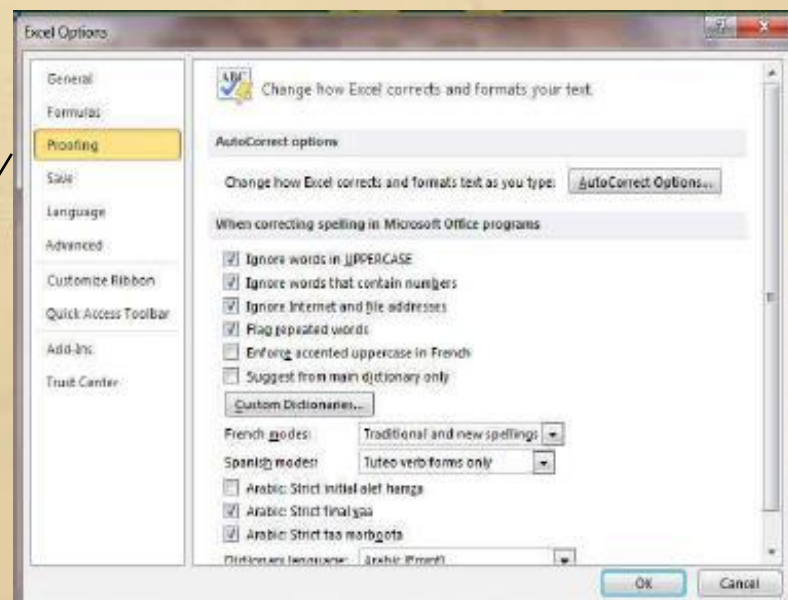 Excel Options
General
Formulas
Proofing
Save
Language
Advanced
Customize Ribbon
Quick Access Toolbar
Add-Ins
Trust Center
ABC
Change how Excel corrects and formats your text.
AutoCorrect options
Change how Excel corrects and formats text as you type: AutoCorrect Options...
When correcting spelling in Microsoft Office programs
Ignore words in UPPERCASE
Ignore words that contain numbers
Ignore Internet and file addresses
Flag repeated words
Enforce accented uppercase in French
Suggest from main dictionary only
Custom Dictionaries...
French modes: Traditional and new spellings
Spanish modes: Tuteo verb forms only
Arabic: Strict initial alef hamza
Arabic: Strict final yaa
Arabic: Strict taa marboota
Dictionary language: Arabic (Egypt)
OK Cancel